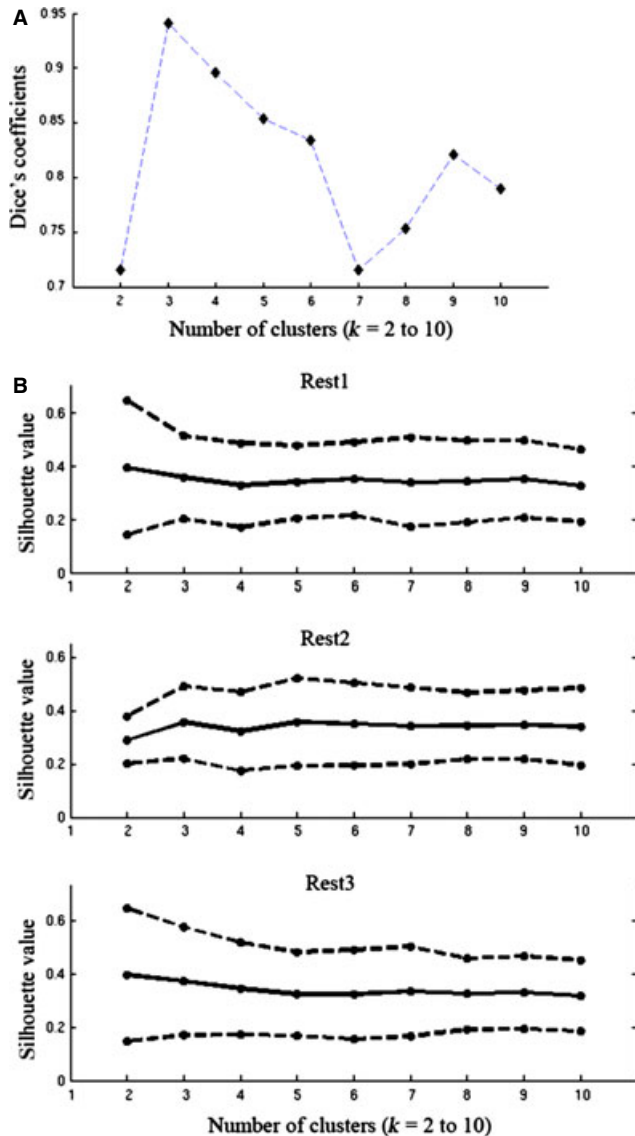 A
0.95
0.9
0.85
0.8
0.75
0.7
Dice's coefficients
2 3 4 5 6 7 8 9 10
Number of clusters (k = 2 to 10)
B
Rest1
0.6
0.4
0.2
0
Silhouette value
1 2 3 4 5 6 7 8 9 10
Rest2
0.6
0.4
0.2
0
Silhouette value
1 2 3 4 5 6 7 8 9 10
Rest3
0.6
0.4
0.2
0
Silhouette value
1 2 3 4 5 6 7 8 9 10
Number of clusters (k = 2 to 10)